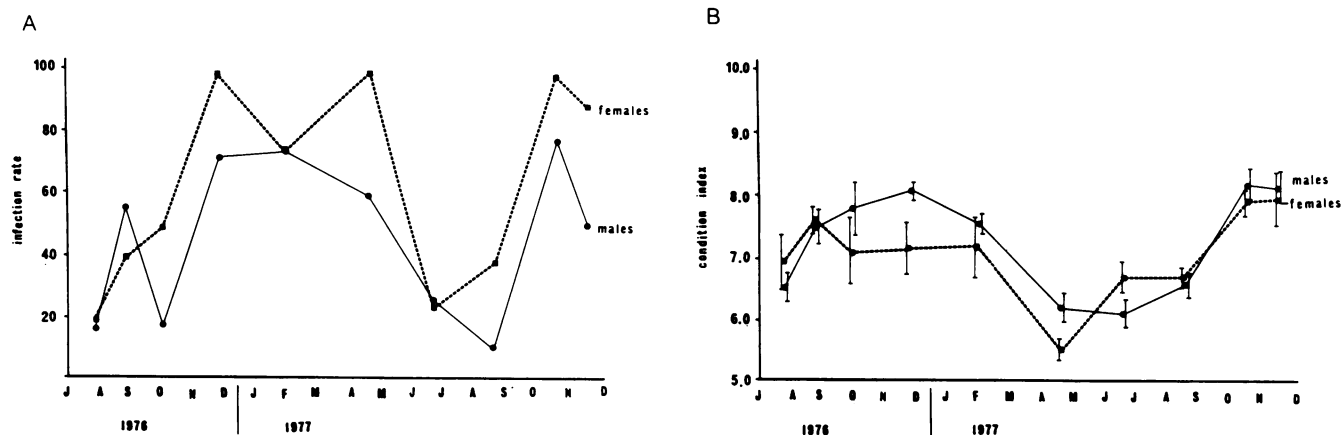 A
B
100
80
60
40
20
infection rate
females
males
J A S O N D J F M A M J J A S O N D
1976 1977
10.0
9.0
8.0
7.0
6.0
5.0
condition index
males
females
J A S O N D J F M A M J J A S O N D
1976 1977